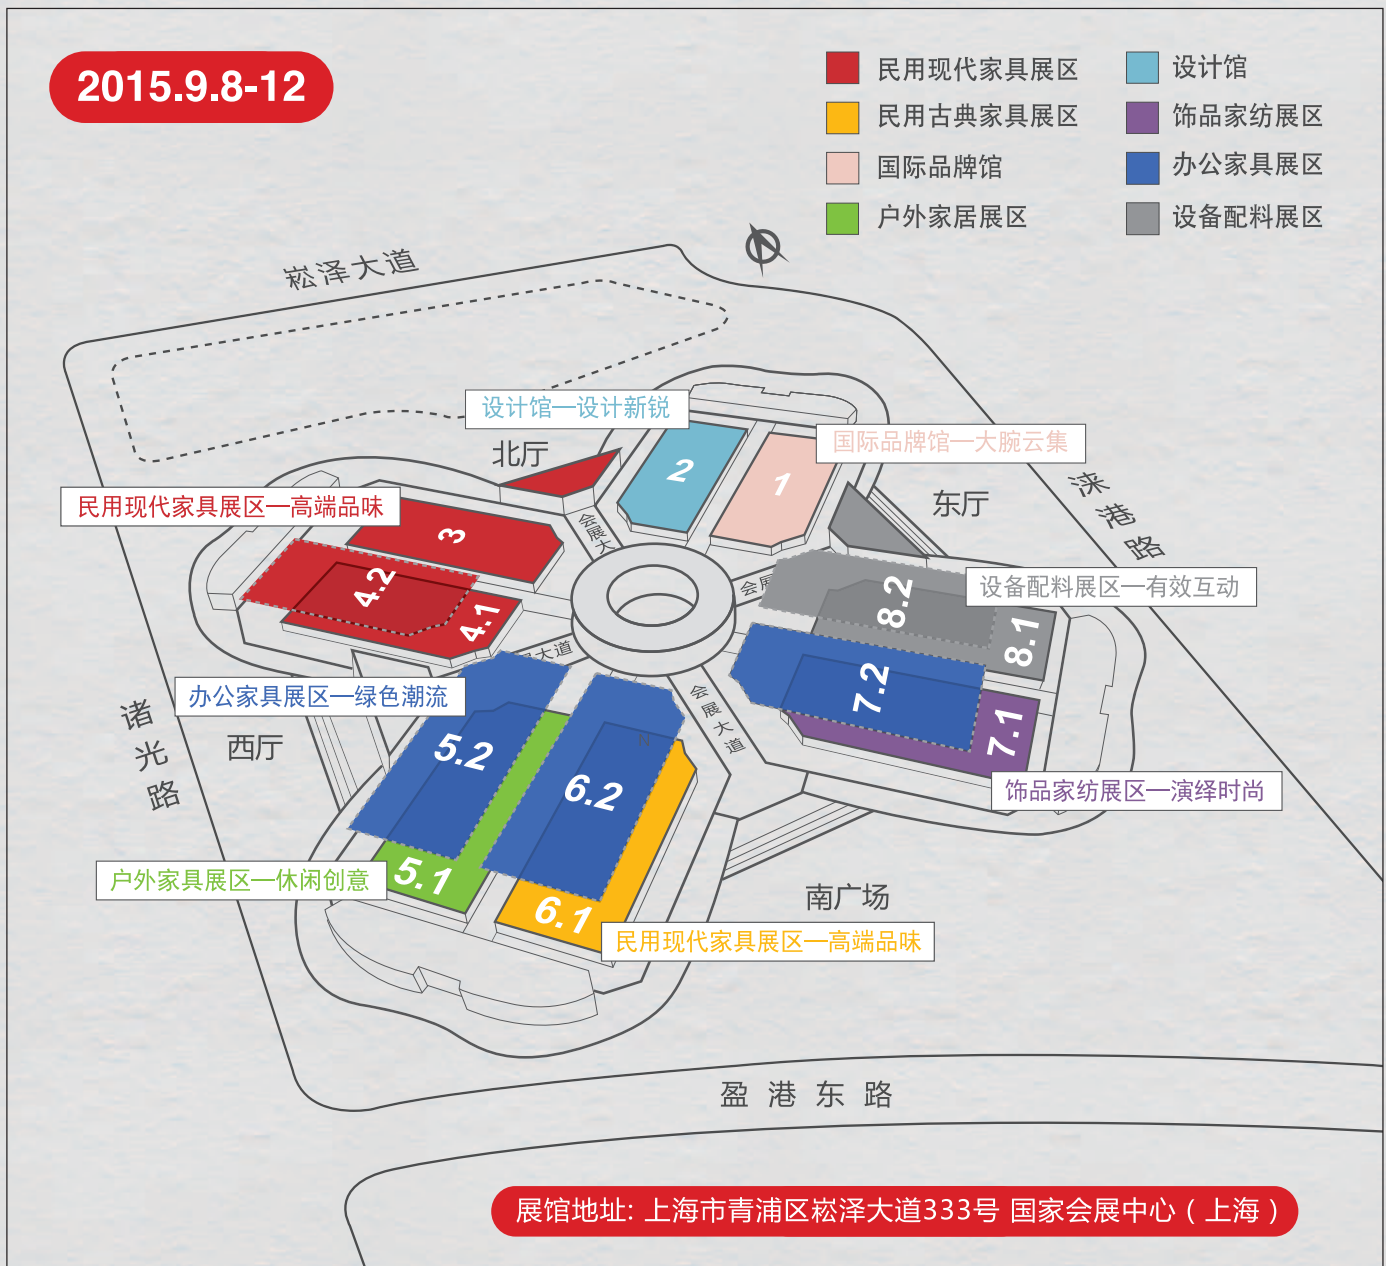 2015.9.8-12
民用现代家具展区
设计馆
民用古典家具展区
饰品家纺展区
国际品牌馆
办公家具展区
户外家居展区
设备配料展区
崧泽大道
设计馆—设计新锐
国际品牌馆—大腕云集
北厅
2
1
东厅
涞港路
民用现代家具展区—高端品味
3
会展大
会展
4.2
4.1
8.2
设备配料展区—有效互动
8.1
展大道
办公家具展区—绿色潮流
会展大道
7.2
7.1
诸光路
西厅
5.2
6.2
饰品家纺展区—演绎时尚
户外家具展区—休闲创意
5.1
6.1
南广场
民用现代家具展区—高端品味
盈港东路
展馆地址: 上海市青浦区崧泽大道333号 国家会展中心（上海）